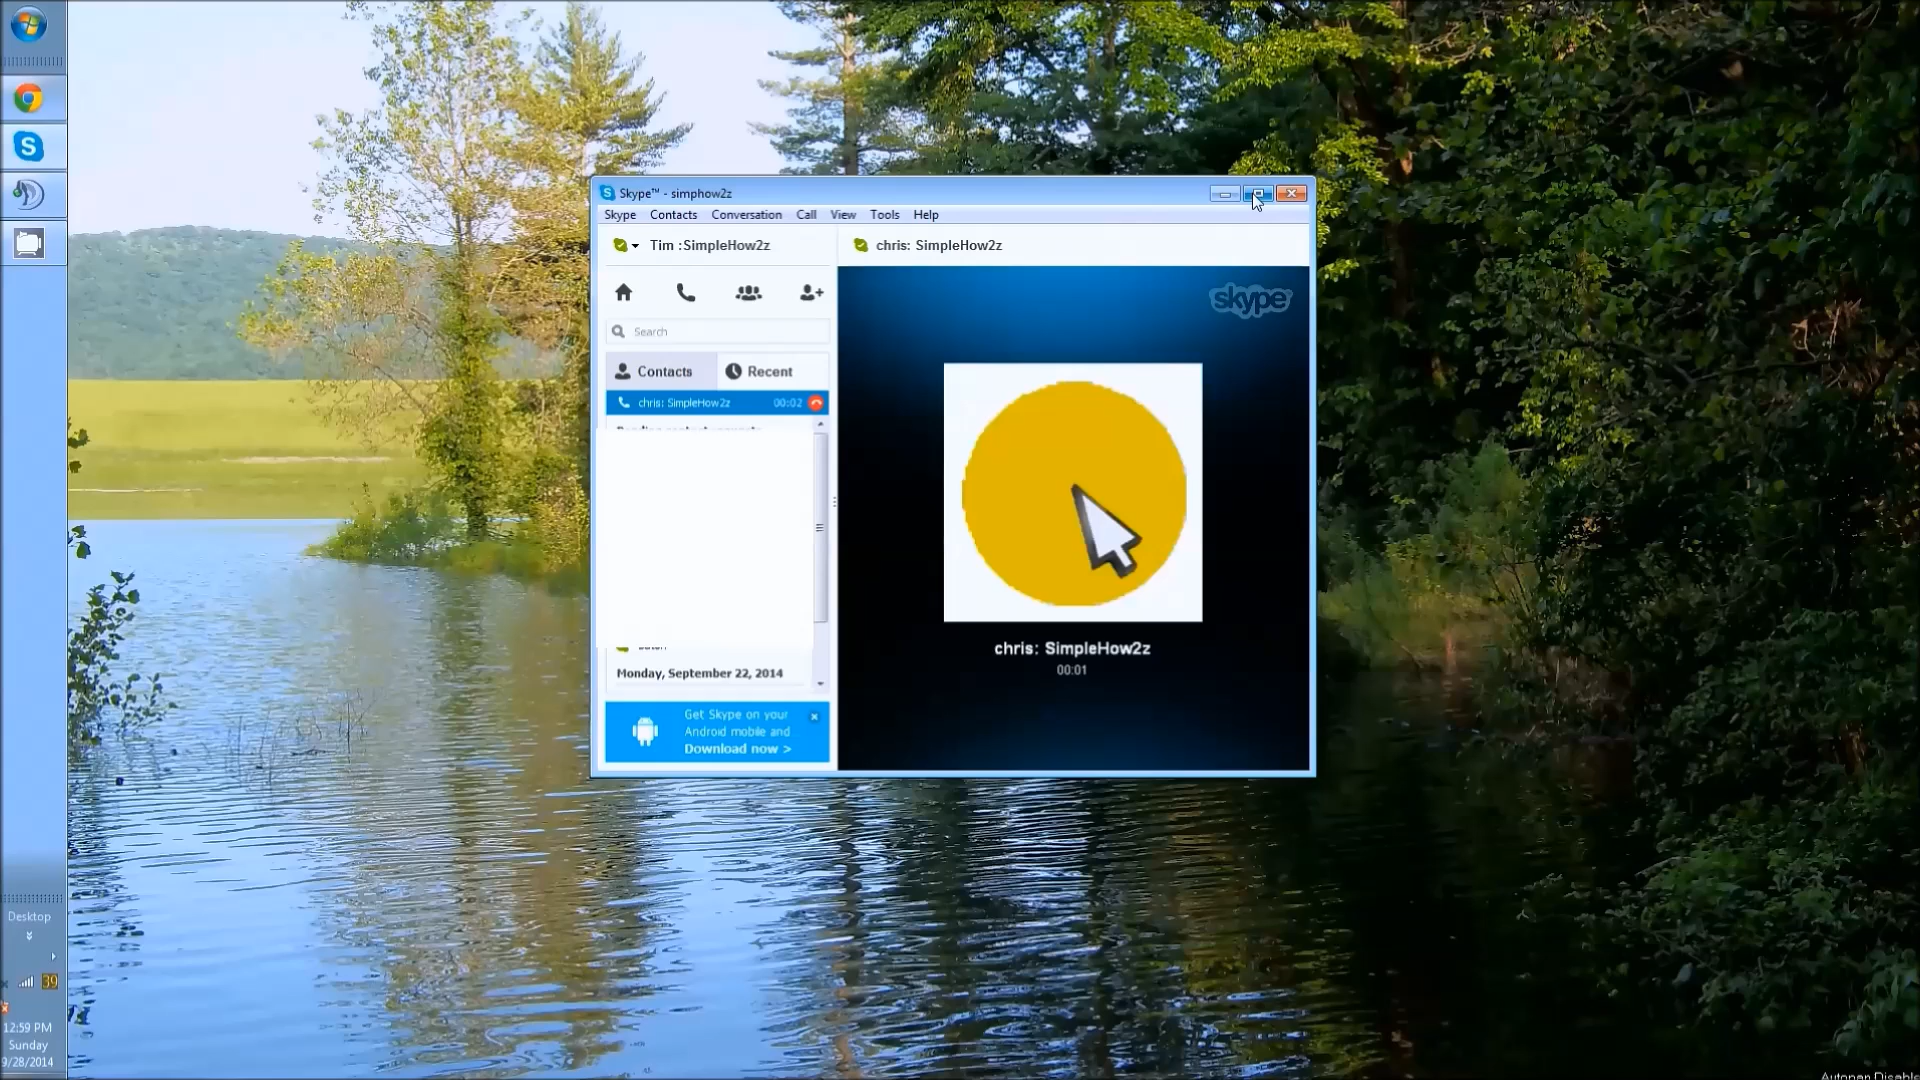 Skype™ - simphow2z
Skype Contacts Conversation Call View Tools Help
Tim :SimpleHow2z
chris: SimpleHow2z
skype
Search
Contacts
Recent
chris: SimpleHow2z 00:02
Monday, September 22, 2014
Get Skype on your
Android mobile and
Download now >
chris: SimpleHow2z
00:01
Desktop
39
12:59 PM
Sunday
9/28/2014